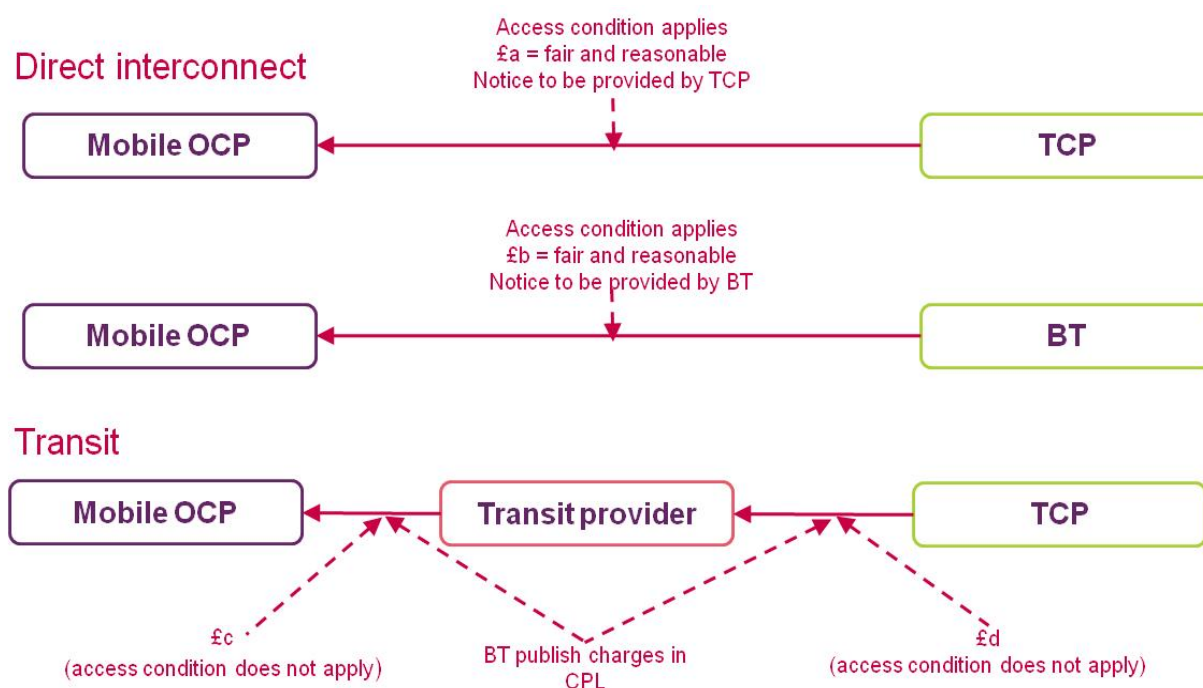 Direct interconnect
Access condition applies
£a = fair and reasonable
Notice to be provided by TCP
Mobile OCP
TCP
Access condition applies
£b = fair and reasonable
Notice to be provided by BT
Mobile OCP
BT
Transit
Mobile OCP
Transit provider
TCP
£c
(access condition does not apply)
BT publish charges in
CPL
£d
(access condition does not apply)